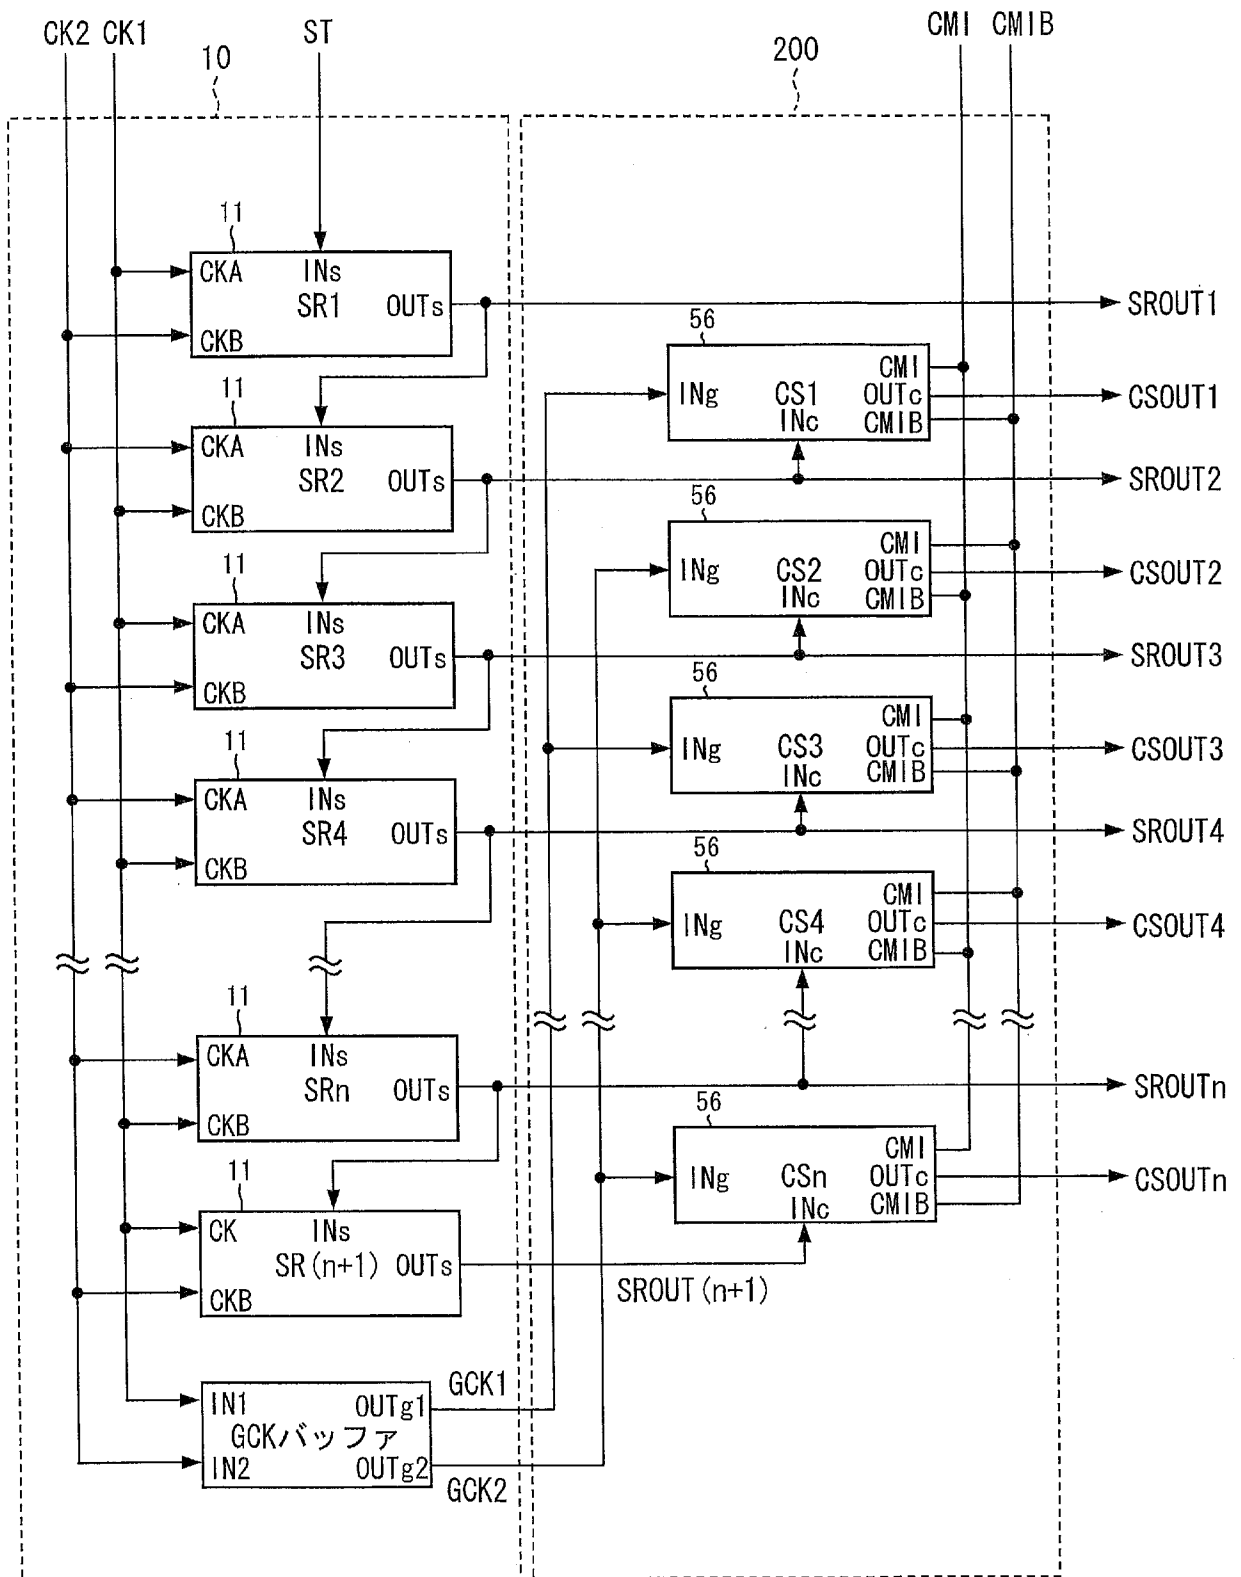 CK2 CK1 ST CMI CMIB
10 200
11
CKA INs
SR1 OUTs
CKB
SROUT1
56
CMI
INg CS1 OUTc
INc CMIB
CSOUT1
11
CKA INs
SR2 OUTs
CKB
SROUT2
56
CMI
INg CS2 OUTc
INc CMIB
CSOUT2
11
CKA INs
SR3 OUTs
CKB
SROUT3
56
CMI
INg CS3 OUTc
INc CMIB
CSOUT3
11
CKA INs
SR4 OUTs
CKB
SROUT4
56
CMI
INg CS4 OUTc
INc CMIB
CSOUT4
11
CKA INs
SRn OUTs
CKB
SROUTn
56
CMI
INg CSn OUTc
INc CMIB
CSOUTn
11
CK INs
SR(n+1) OUTs
CKB
SROUT(n+1)
IN1 OUTg1
GCKバッファ
IN2 OUTg2
GCK1
GCK2